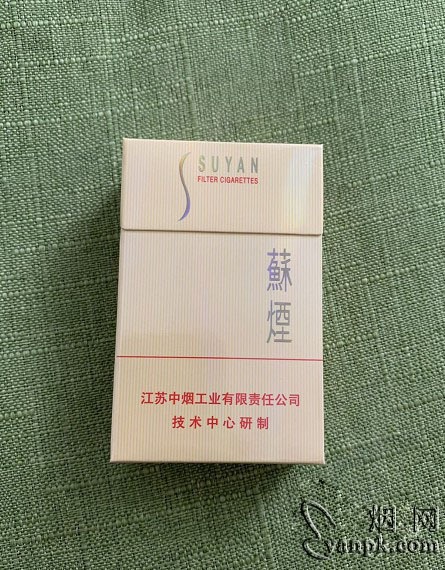 SUYAN
FILTER CIGARETTES
蘇
煙
江苏中烟工业有限责任公司
技术中心研制
烟网
yanpk.com